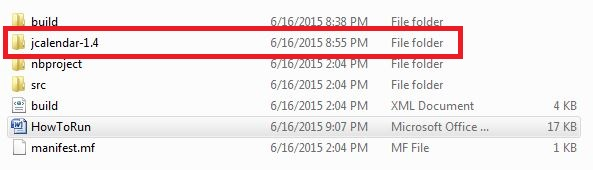 build 6/16/2015 8:38 PM File folder
jcalendar-1.4 6/16/2015 8:55 PM File folder
nbproject 6/16/2015 2:04 PM File folder
src 6/16/2015 2:04 PM File folder
build 6/16/2015 2:04 PM XML Document 4 KB
HowToRun 6/16/2015 9:07 PM Microsoft Office ... 17 KB
manifest.mf 6/16/2015 2:04 PM MF File 1 KB